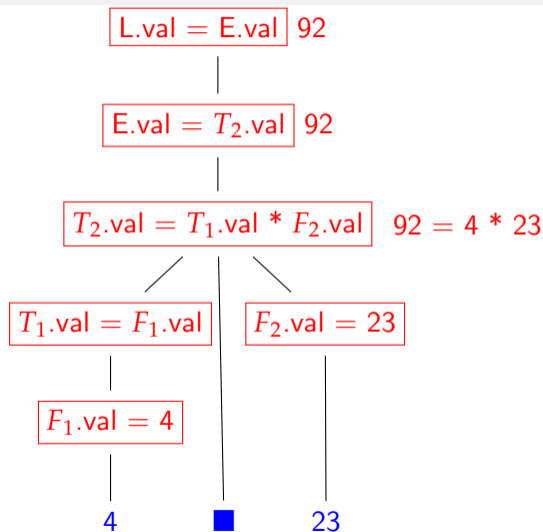 L.val = E.val 92
E.val = T₂.val 92
T₂.val = T₁.val * F₂.val 92 = 4 * 23
T₁.val = F₁.val F₂.val = 23
F₁.val = 4
4 ■ 23